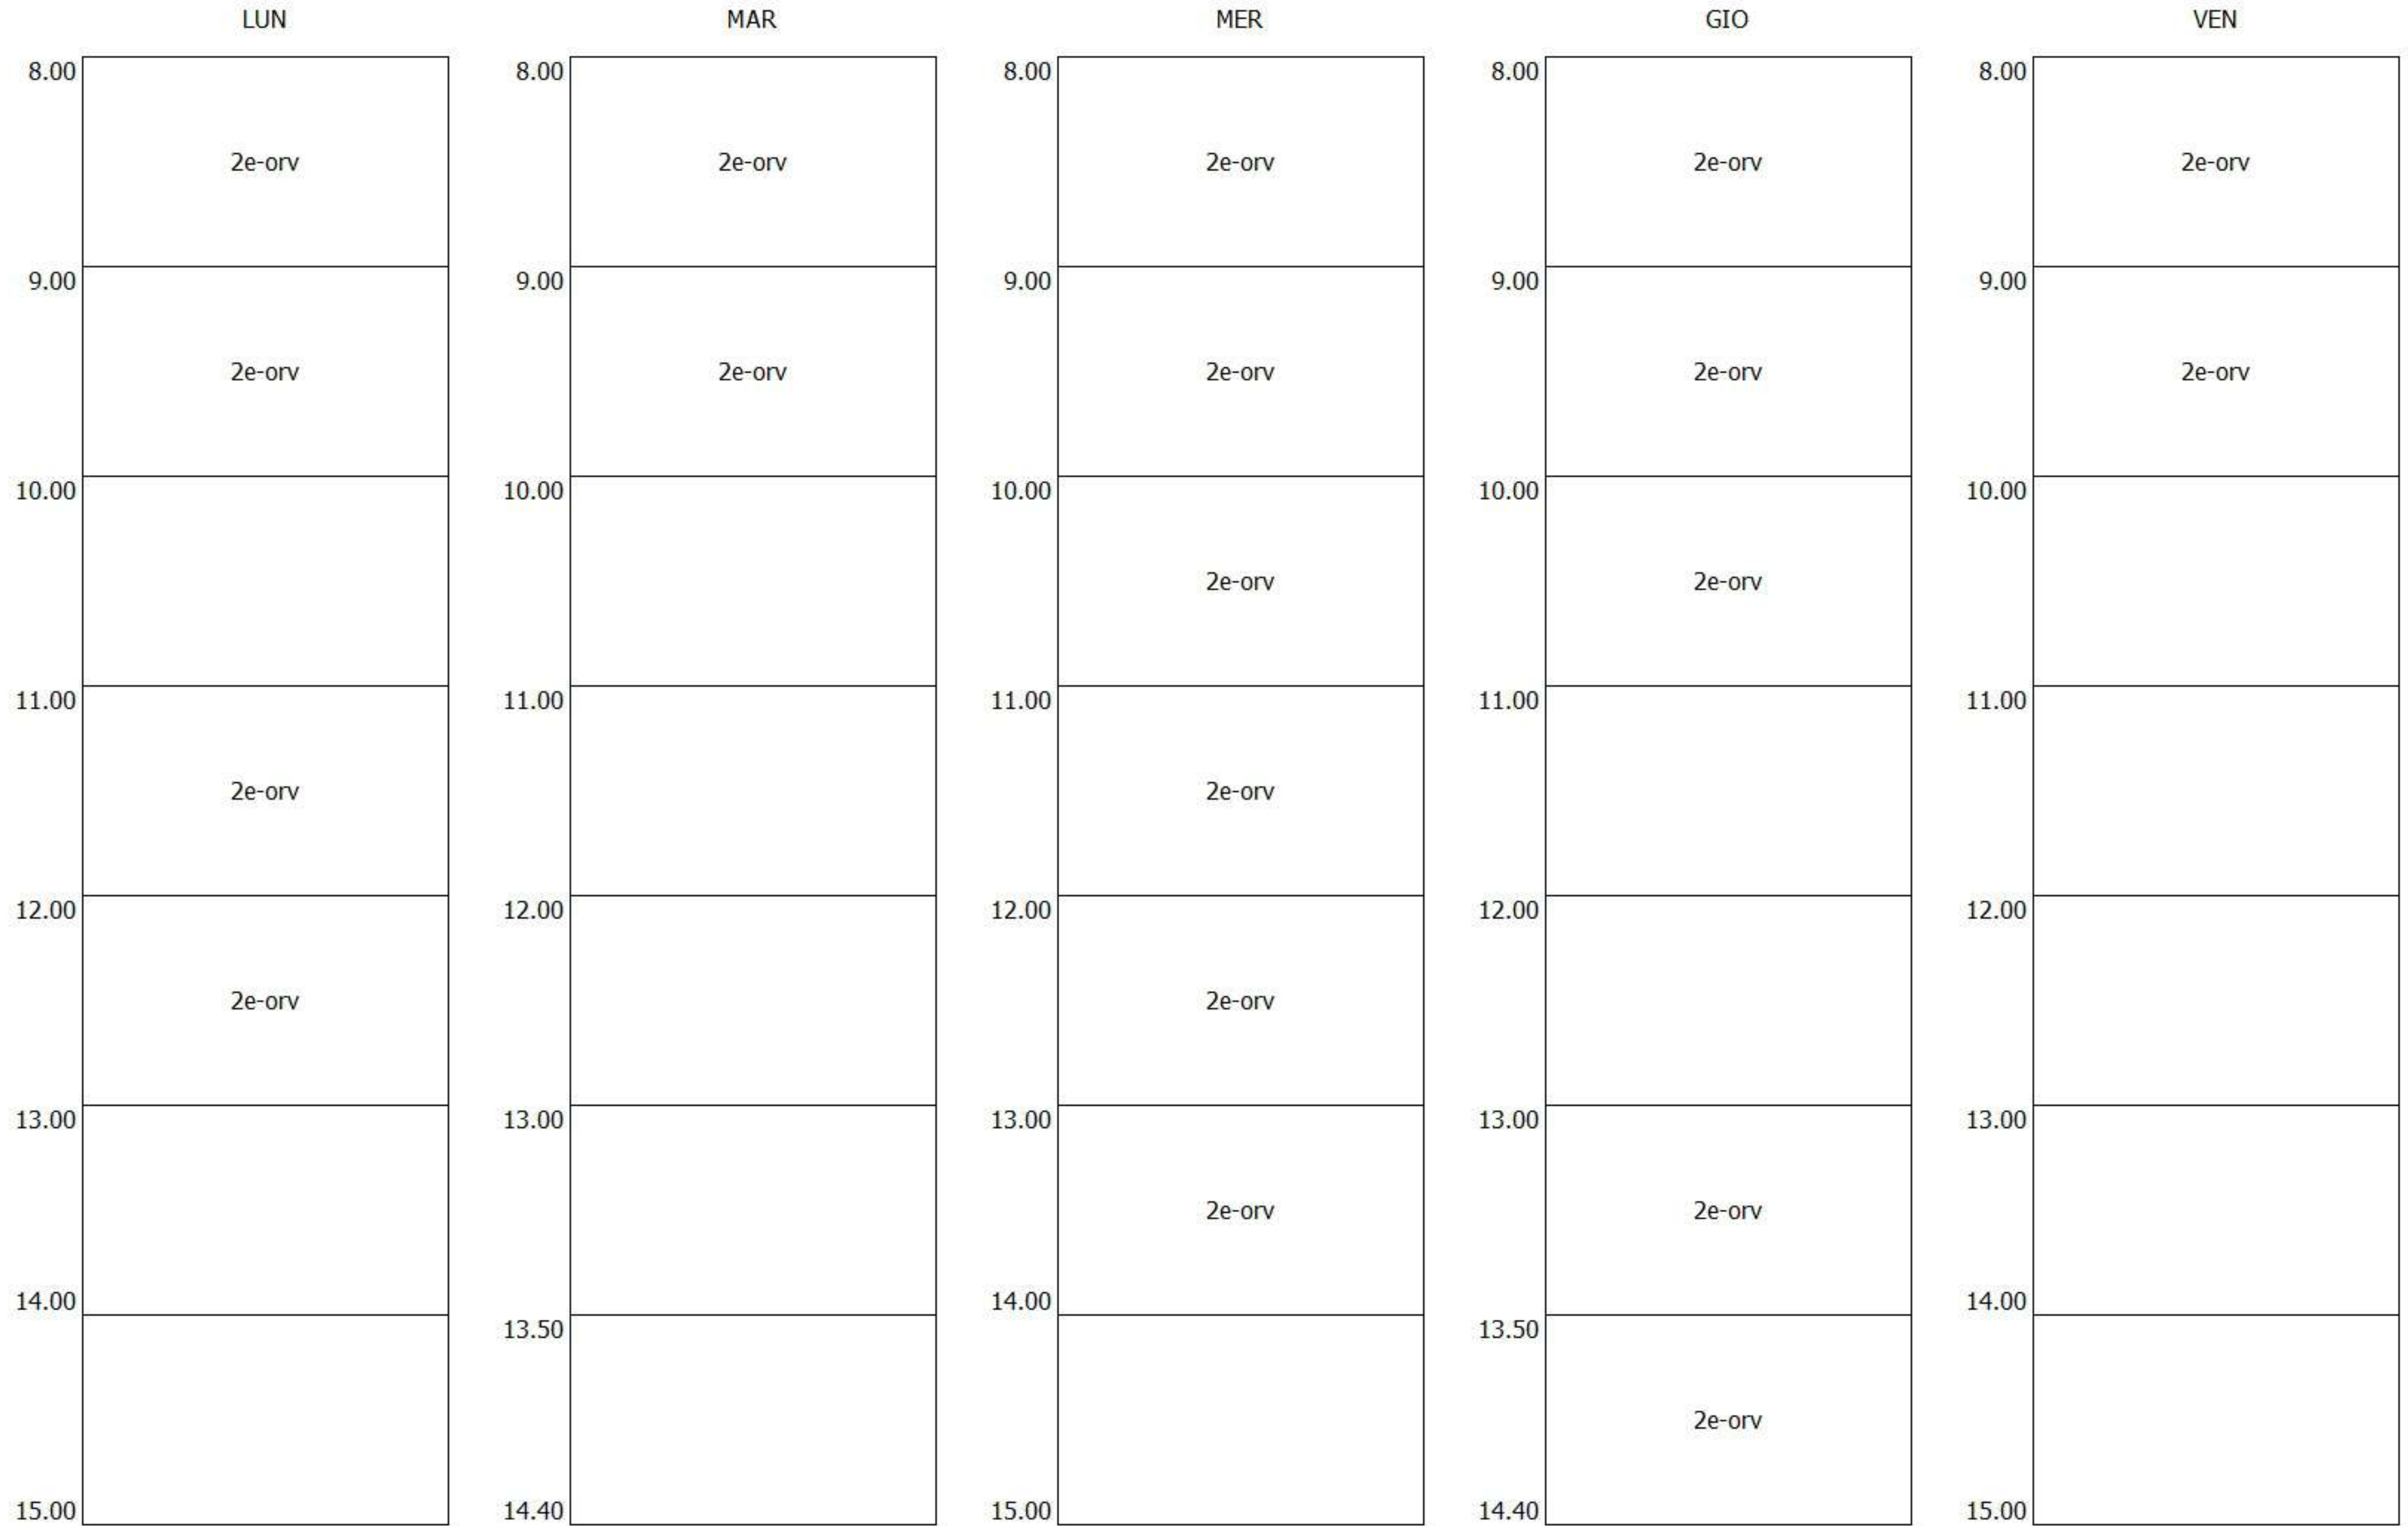 LUN MAR MER GIO VEN
8.00 8.00 8.00 8.00 8.00
2e-orv 2e-orv 2e-orv 2e-orv 2e-orv
9.00 9.00 9.00 9.00 9.00
2e-orv 2e-orv 2e-orv 2e-orv 2e-orv
10.00 10.00 10.00 10.00 10.00
2e-orv 2e-orv
11.00 11.00 11.00 11.00 11.00
2e-orv 2e-orv
12.00 12.00 12.00 12.00 12.00
2e-orv 2e-orv
13.00 13.00 13.00 13.00 13.00
2e-orv 2e-orv
14.00 14.00 14.00
13.50 13.50
2e-orv
15.00 14.40 15.00 14.40 15.00